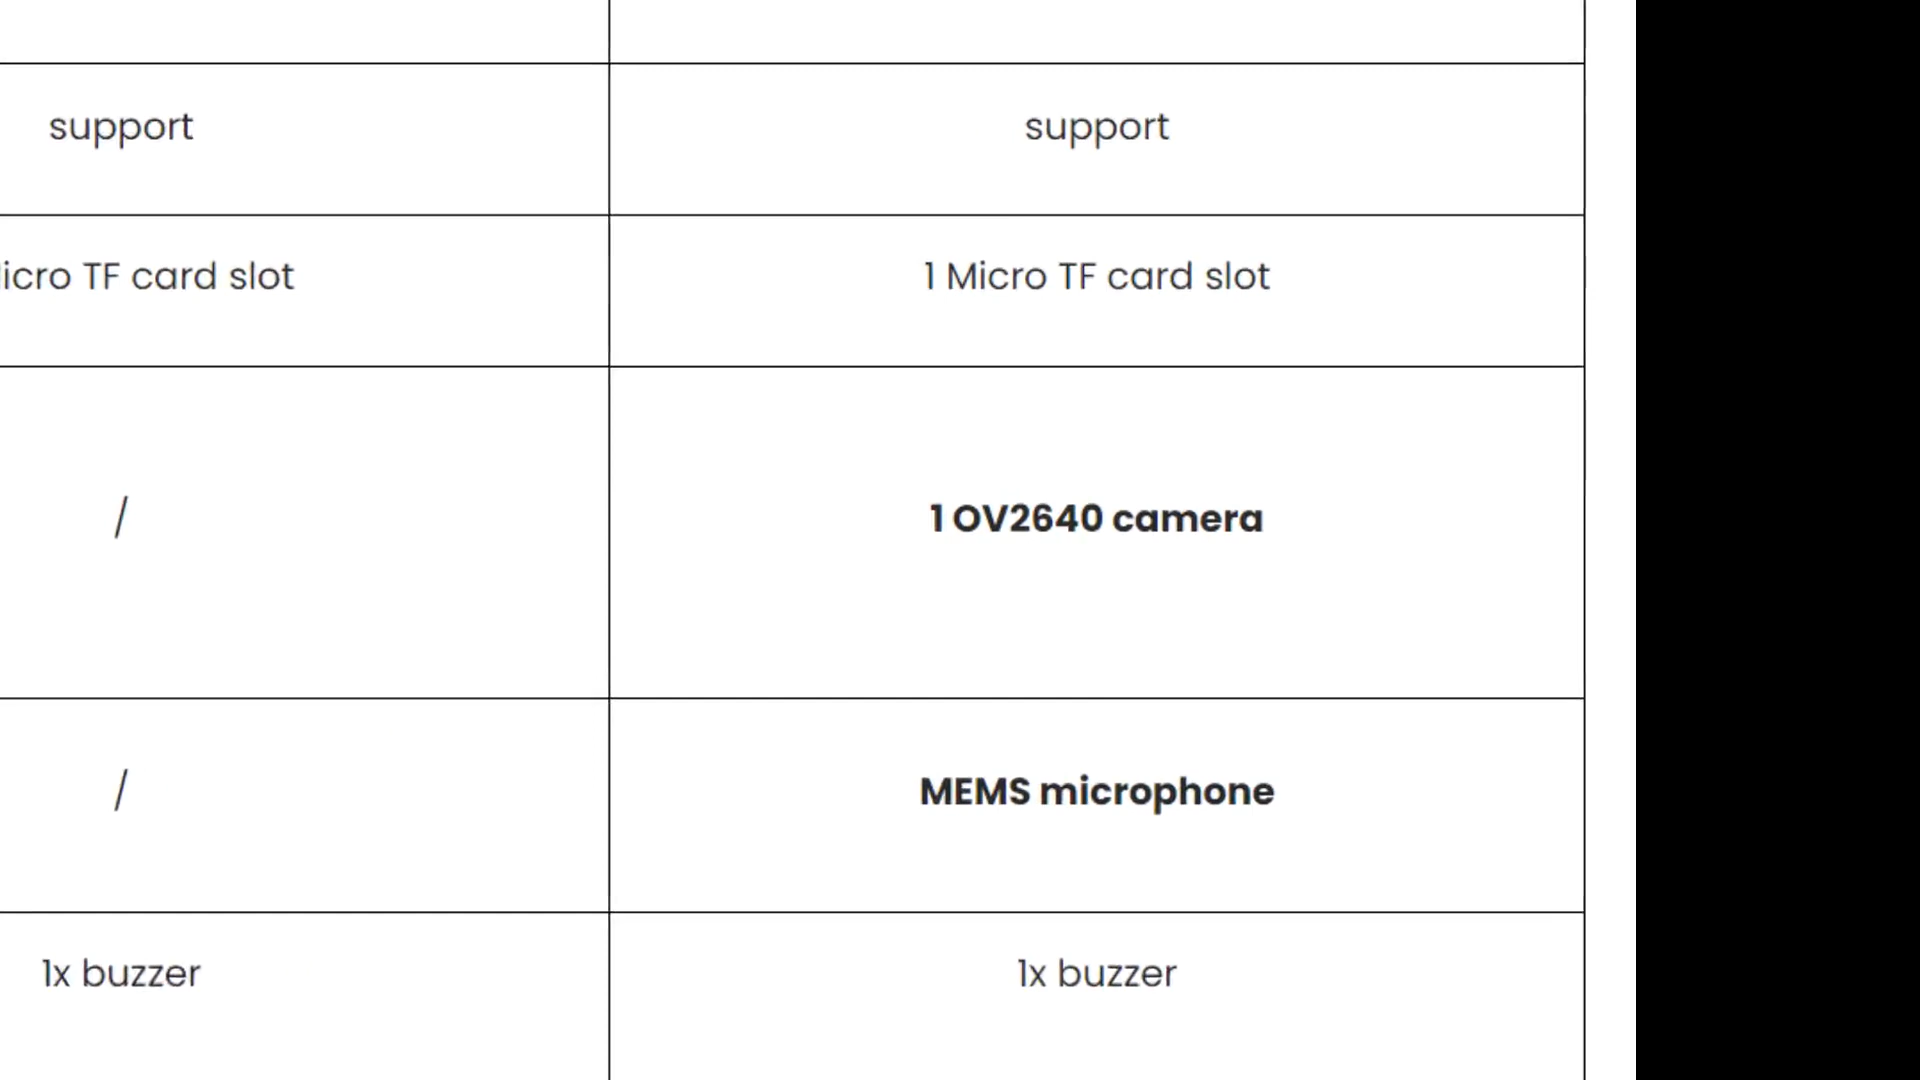 support support
TF card slot 1 Micro TF card slot
/ 1 OV2640 camera
/ MEMS microphone
1x buzzer 1x buzzer